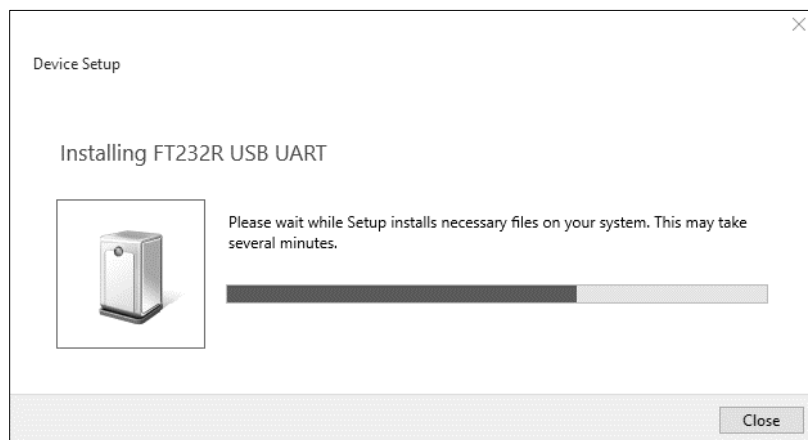 Device Setup
Installing FT232R USB UART
Please wait while Setup installs necessary files on your system. This may take
several minutes.
Close